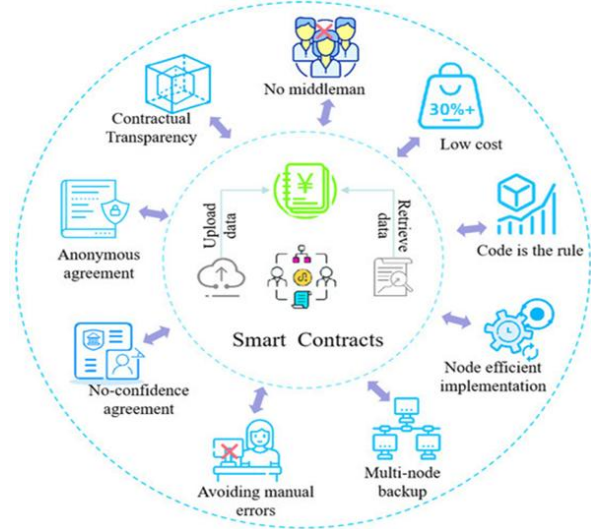 No middleman
Contractual
Transparency
30%+
Low cost
¥
Upload
data
Retrieve
data
Anonymous
agreement
Code is the rule
Smart Contracts
No-confidence
agreement
Node efficient
implementation
Avoiding manual
errors
Multi-node
backup